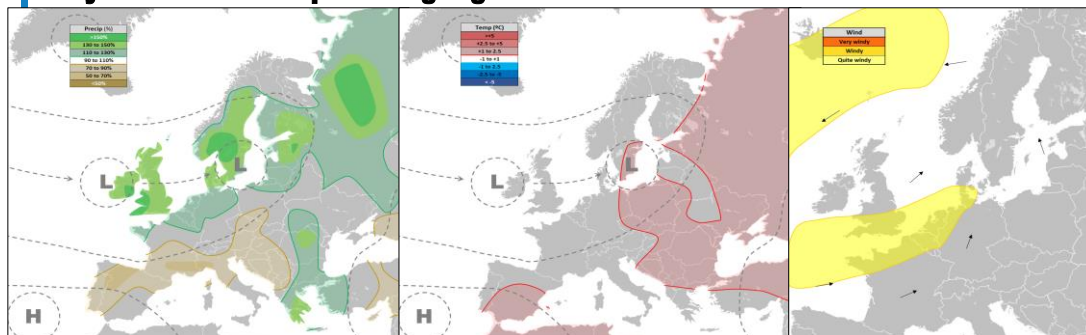 Precip (%)
>150%
130 to 150%
110 to 130%
90 to 110%
70 to 90%
50 to 70%
<50%
L
L
H
Temp (ºC)
>+5
+2.5 to +5
+1 to 2.5
-1 to +1
-1 to 2.5
-2.5 to -5
< -5
L
L
H
Wind
Very windy
Windy
Quite windy